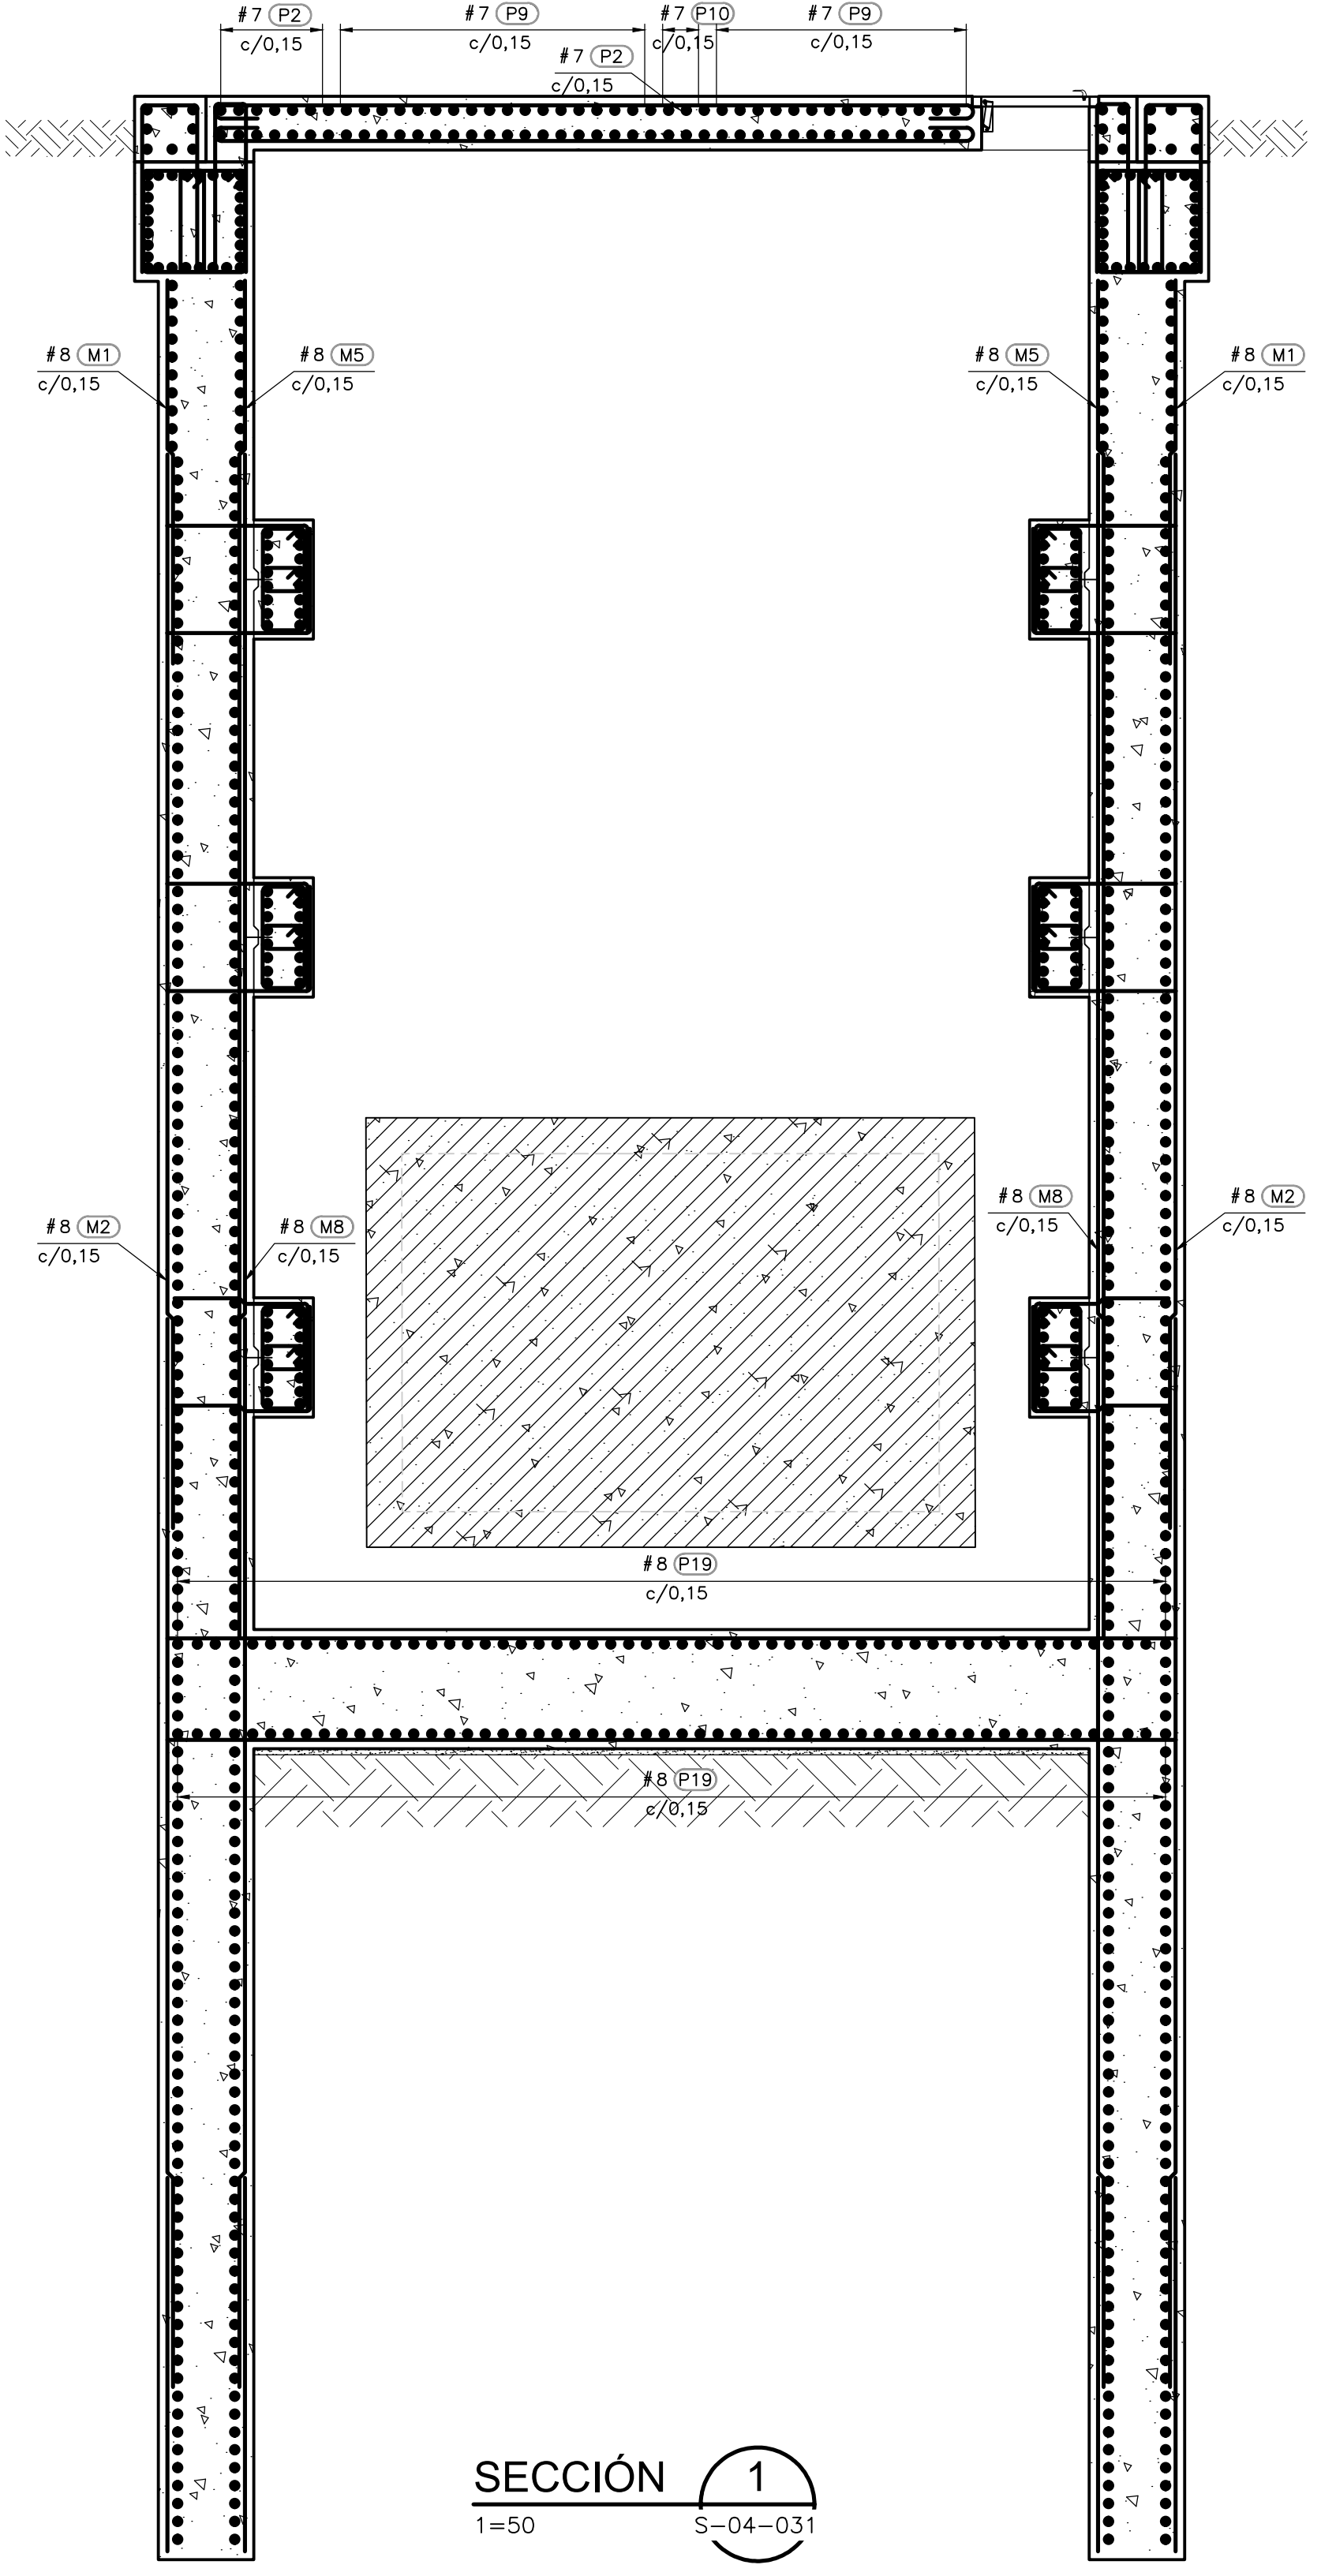 #7 P2
c/0,15
#7 P9
c/0,15
#7 P10
c/0,15
#7 P9
c/0,15
#7 P2
c/0,15
#8 M1
c/0,15
#8 M5
c/0,15
#8 M5
c/0,15
#8 M1
c/0,15
#8 M2
c/0,15
#8 M8
c/0,15
#8 M8
c/0,15
#8 M2
c/0,15
#8 P19
c/0,15
#8 P19
c/0,15
SECCIÓN 1
1=50 S-04-031